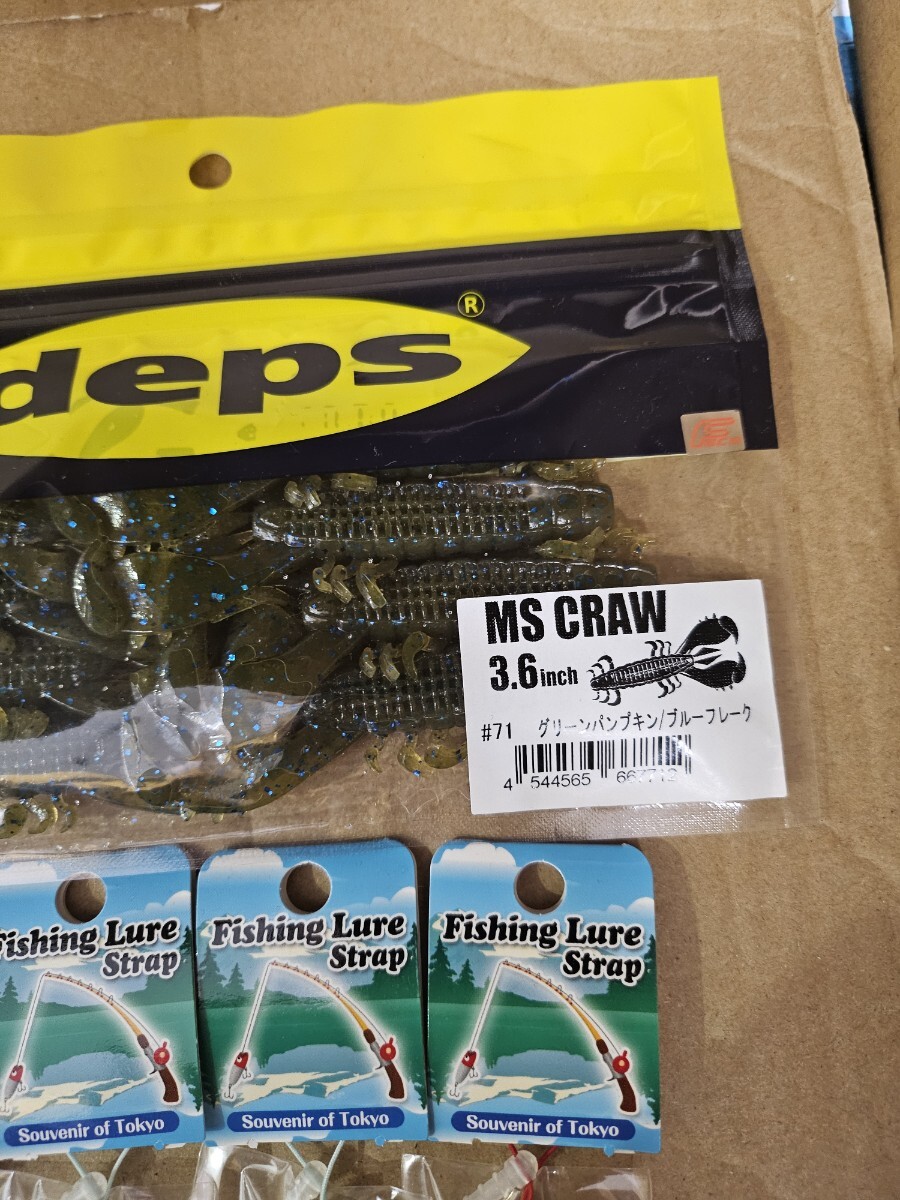 deps®
MS CRAW
3.6inch
#71 グリーンパンプキン/ブルーフレーク
4 544565 667712
Fishing Lure
Strap
Souvenir of Tokyo
Fishing Lure
Strap
Souvenir of Tokyo
Fishing Lure
Strap
Souvenir of Tokyo